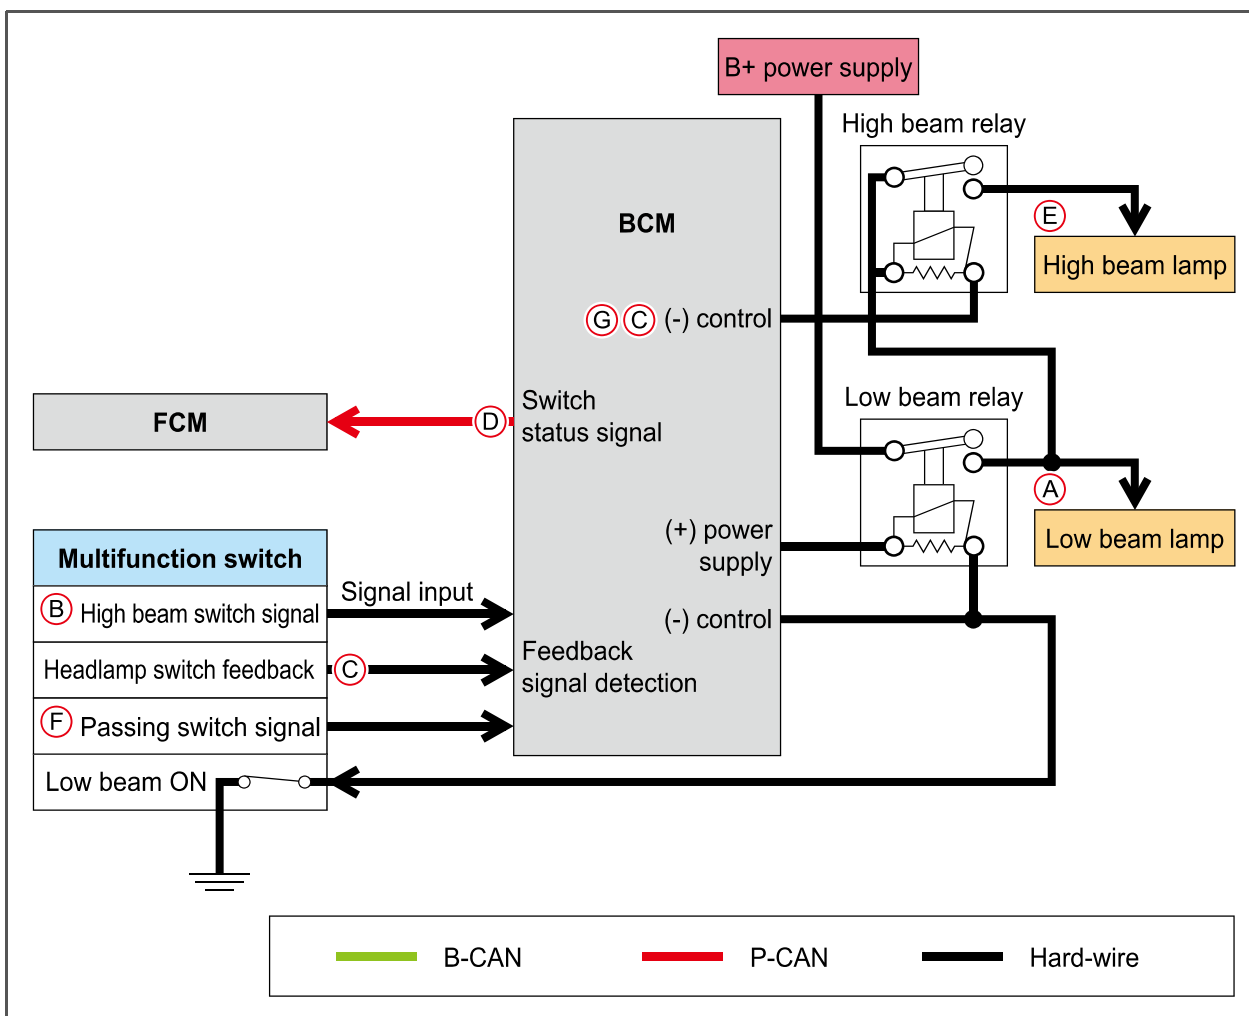 B+ power supply
High beam relay
BCM
E
High beam lamp
G C (-) control
Low beam relay
Switch
status signal
FCM
D
A
Low beam lamp
(+) power
supply
Multifunction switch
Signal input
B High beam switch signal
(-) control
Headlamp switch feedback
C
Feedback
signal detection
F Passing switch signal
Low beam ON
B-CAN
P-CAN
Hard-wire